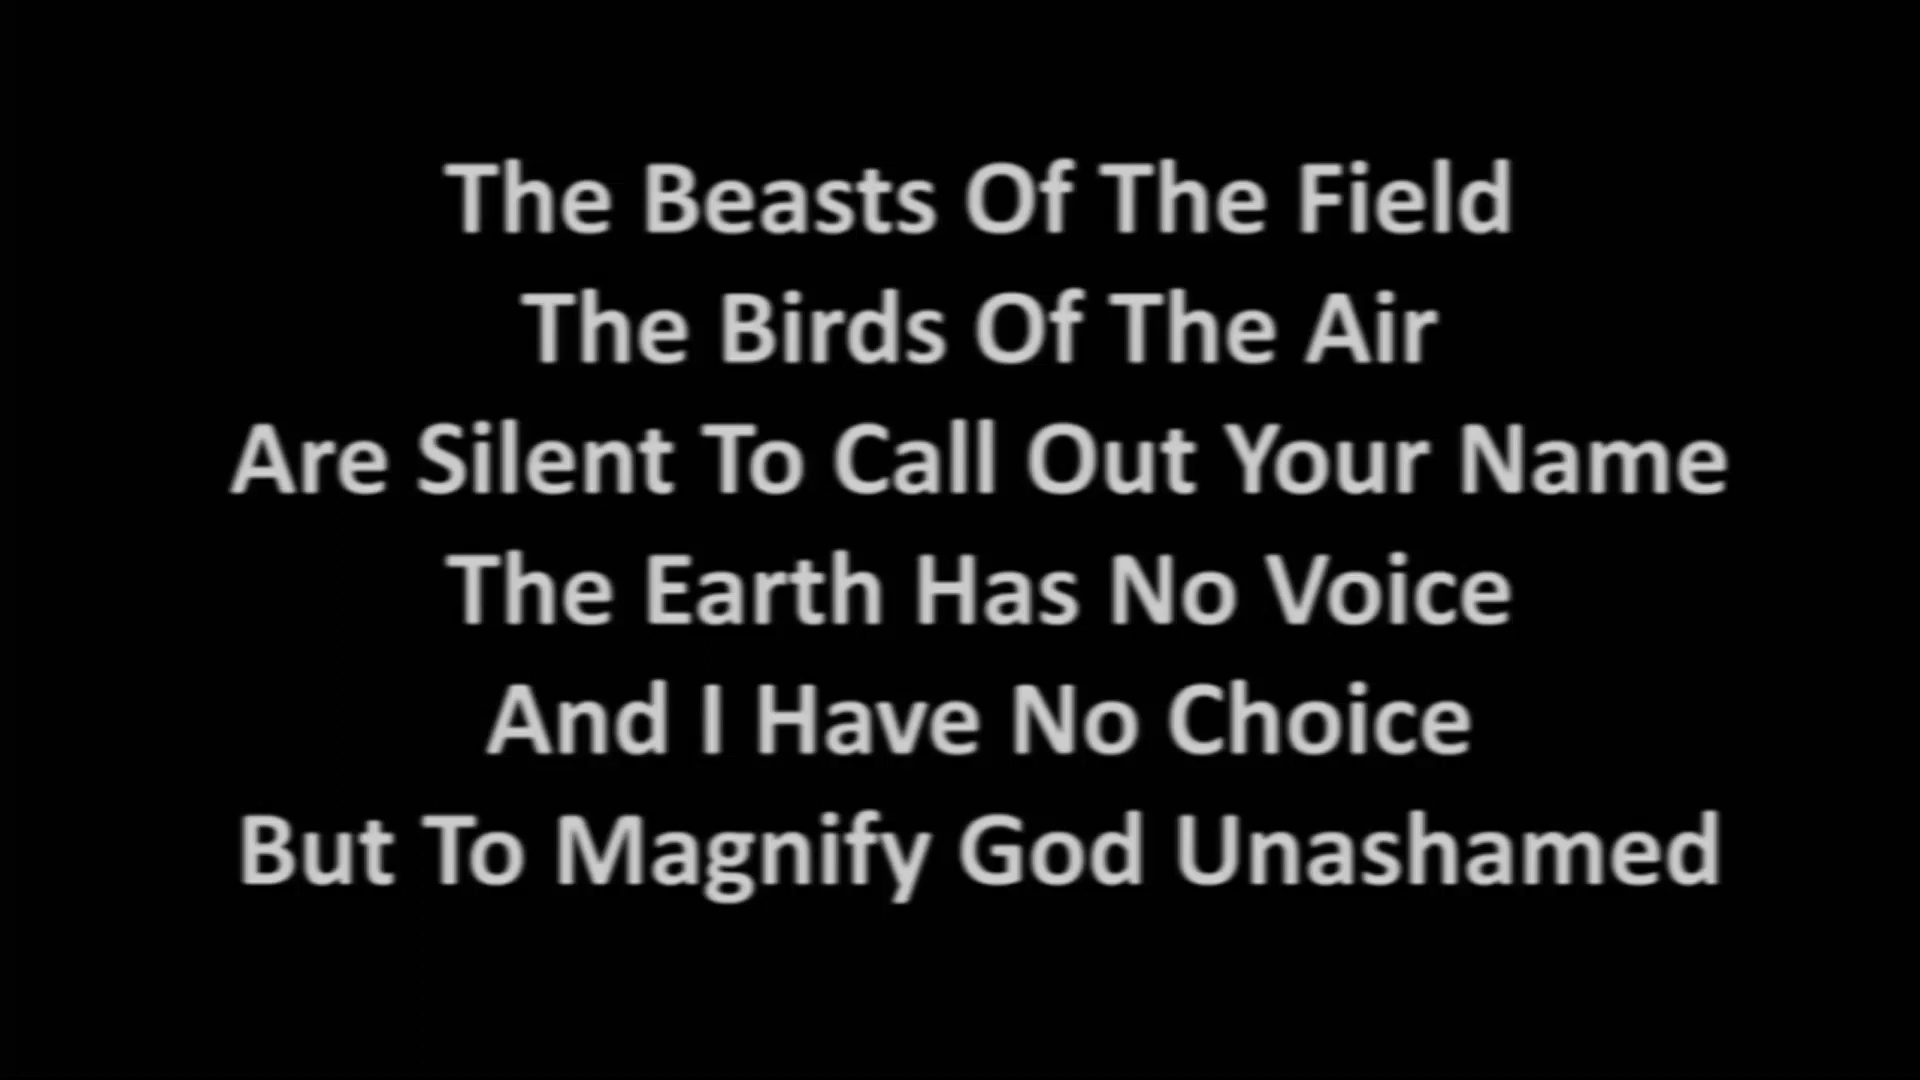 The Beasts Of The Field
The Birds Of The Air
Are Silent To Call Out Your Name
The Earth Has No Voice
And I Have No Choice
But To Magnify God Unashamed